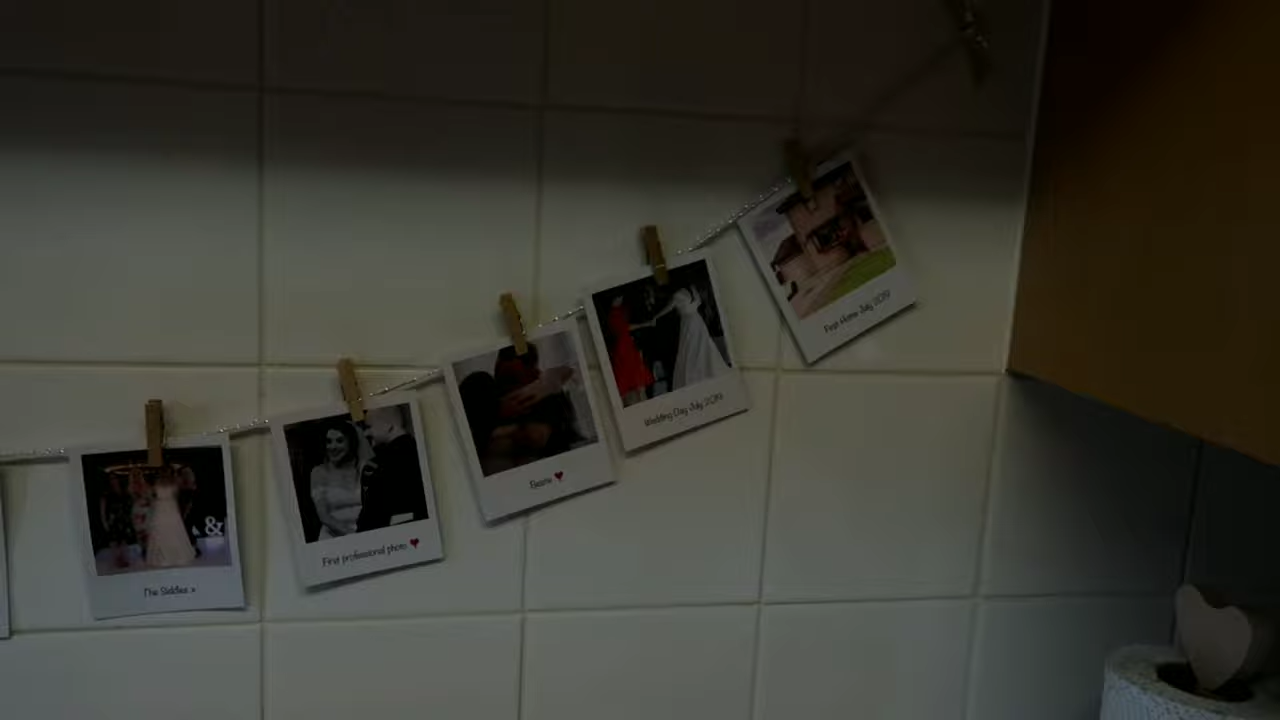 &
The Siddles x
First professional photo ♥
♥
Wedding Day July 2019
First Home July 2019